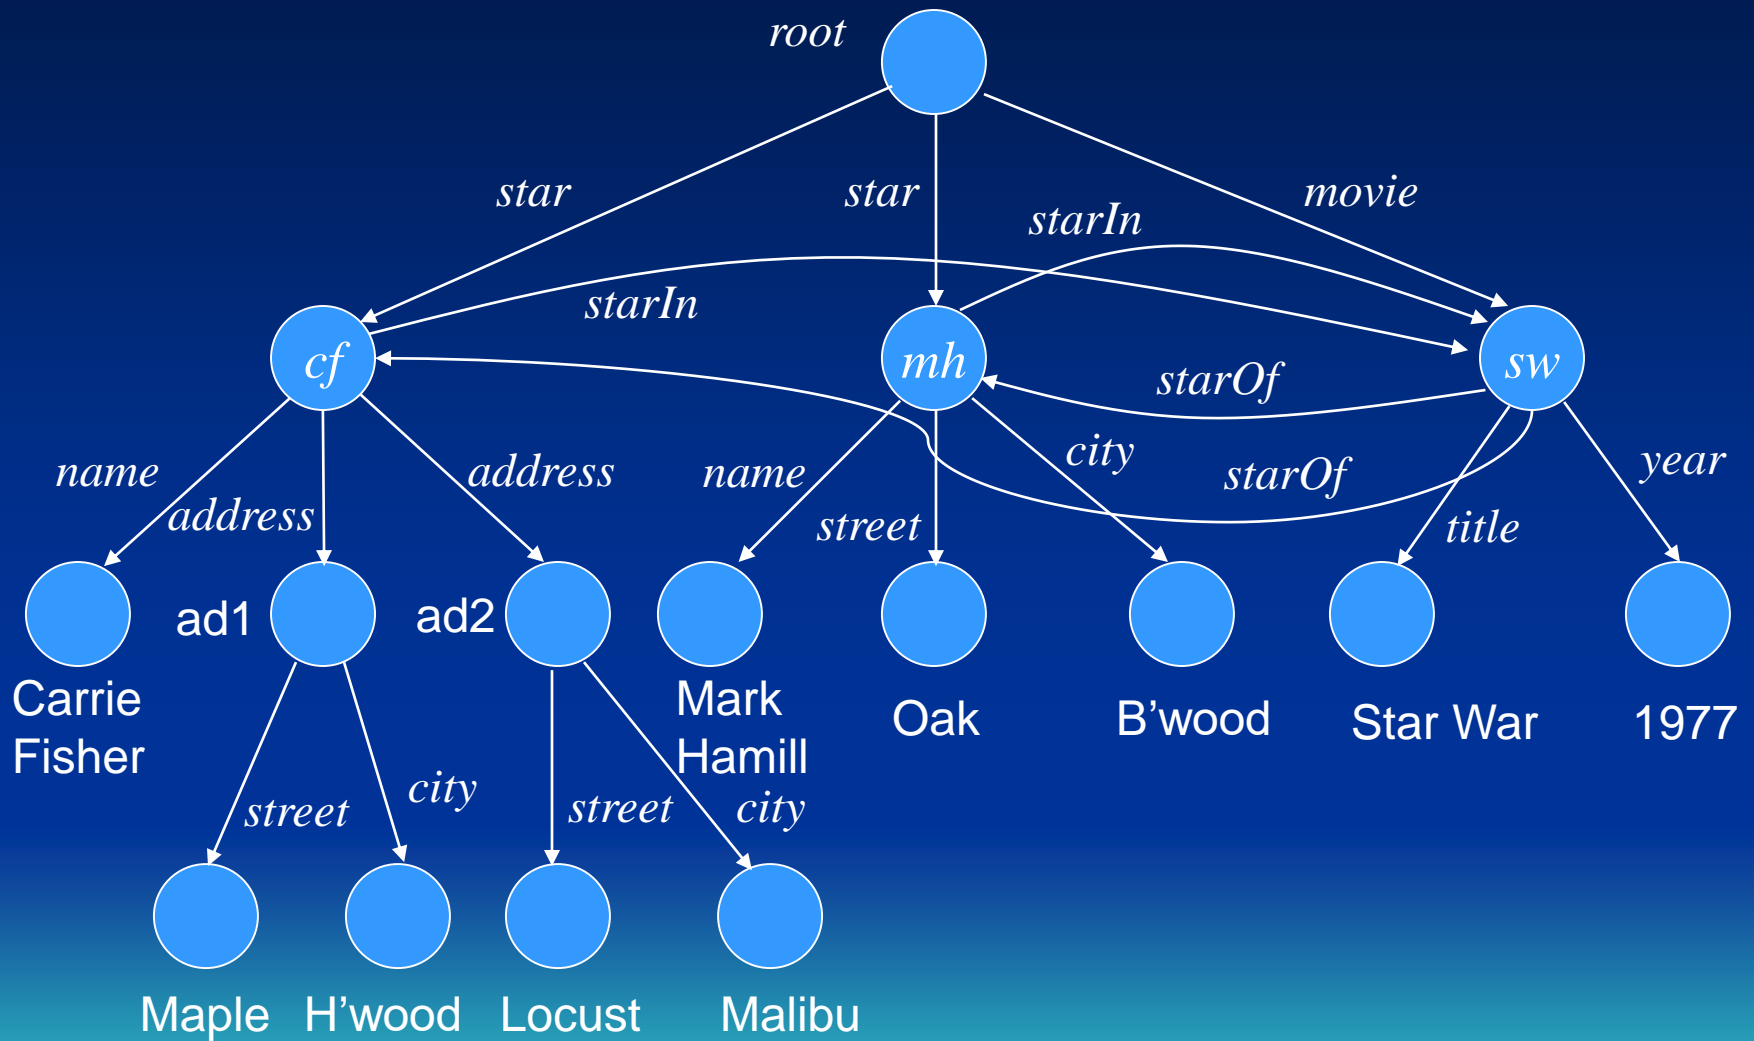 root
star
star
movie
starIn
starIn
cf
mh
sw
starOf
name
address
address
name
city
starOf
year
street
title
ad1
ad2
Carrie
Fisher
Mark
Hamill
Oak
B'wood
Star War
1977
street
city
street
city
Maple
H'wood
Locust
Malibu